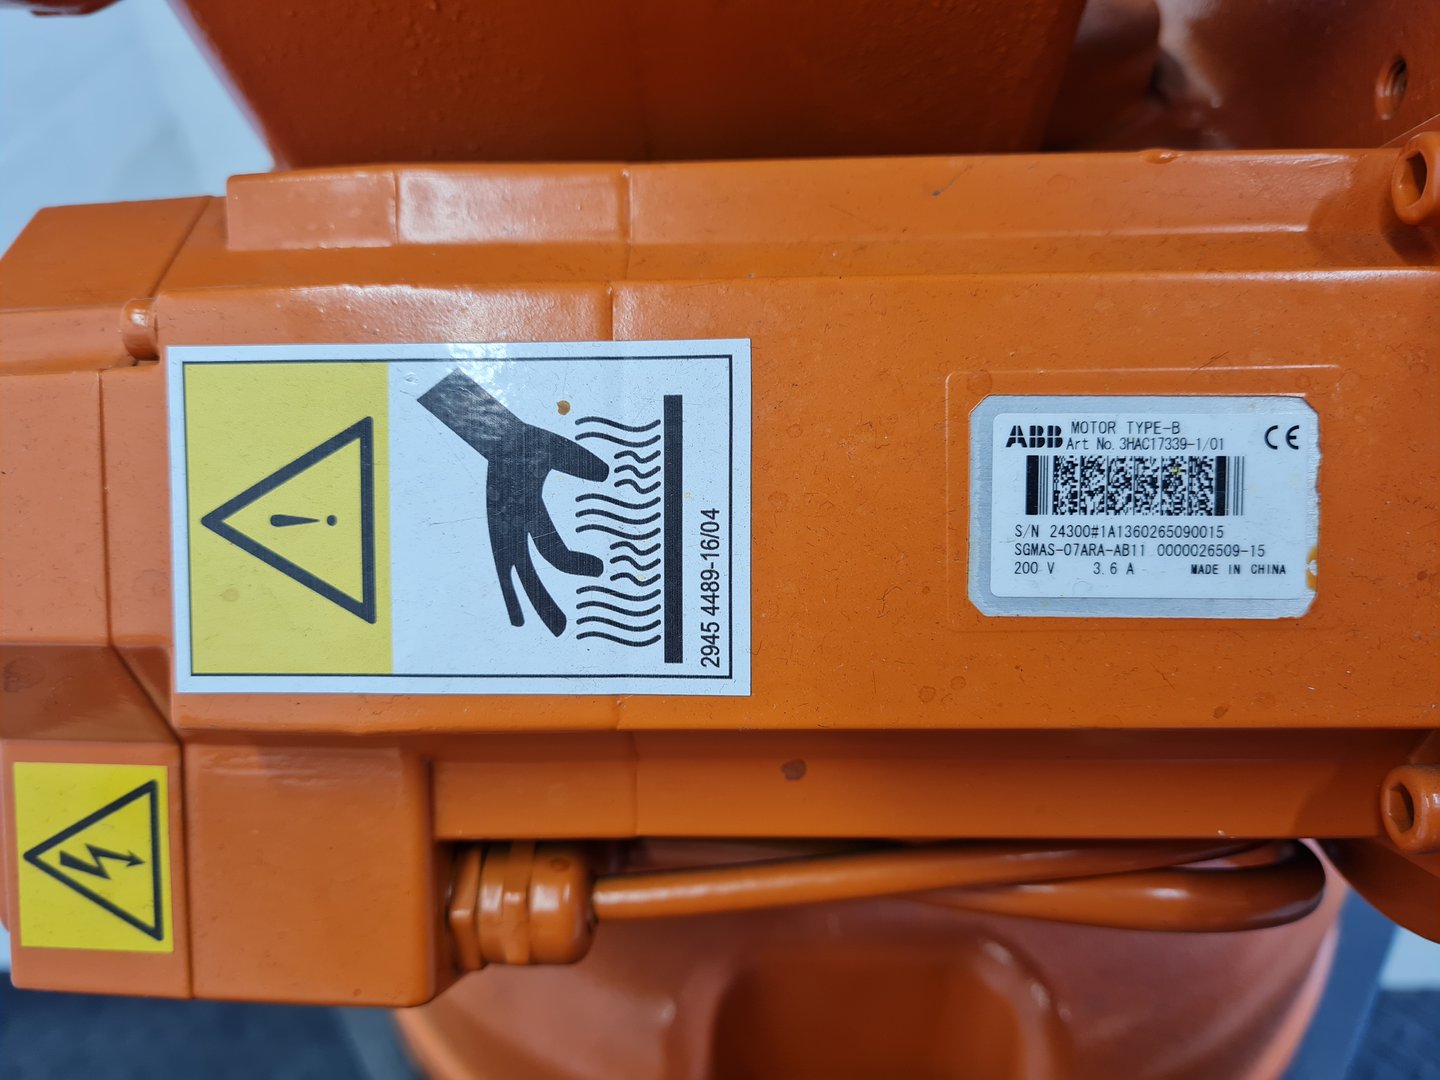 ABB MOTOR TYPE-B
Art No. 3HAC17339-1/01
CE
S/N 24300#1A1360265090015
SGMAS-07ARA-AB11 0000026509-15
200 V 3.6 A MADE IN CHINA
2945 4489-16/04